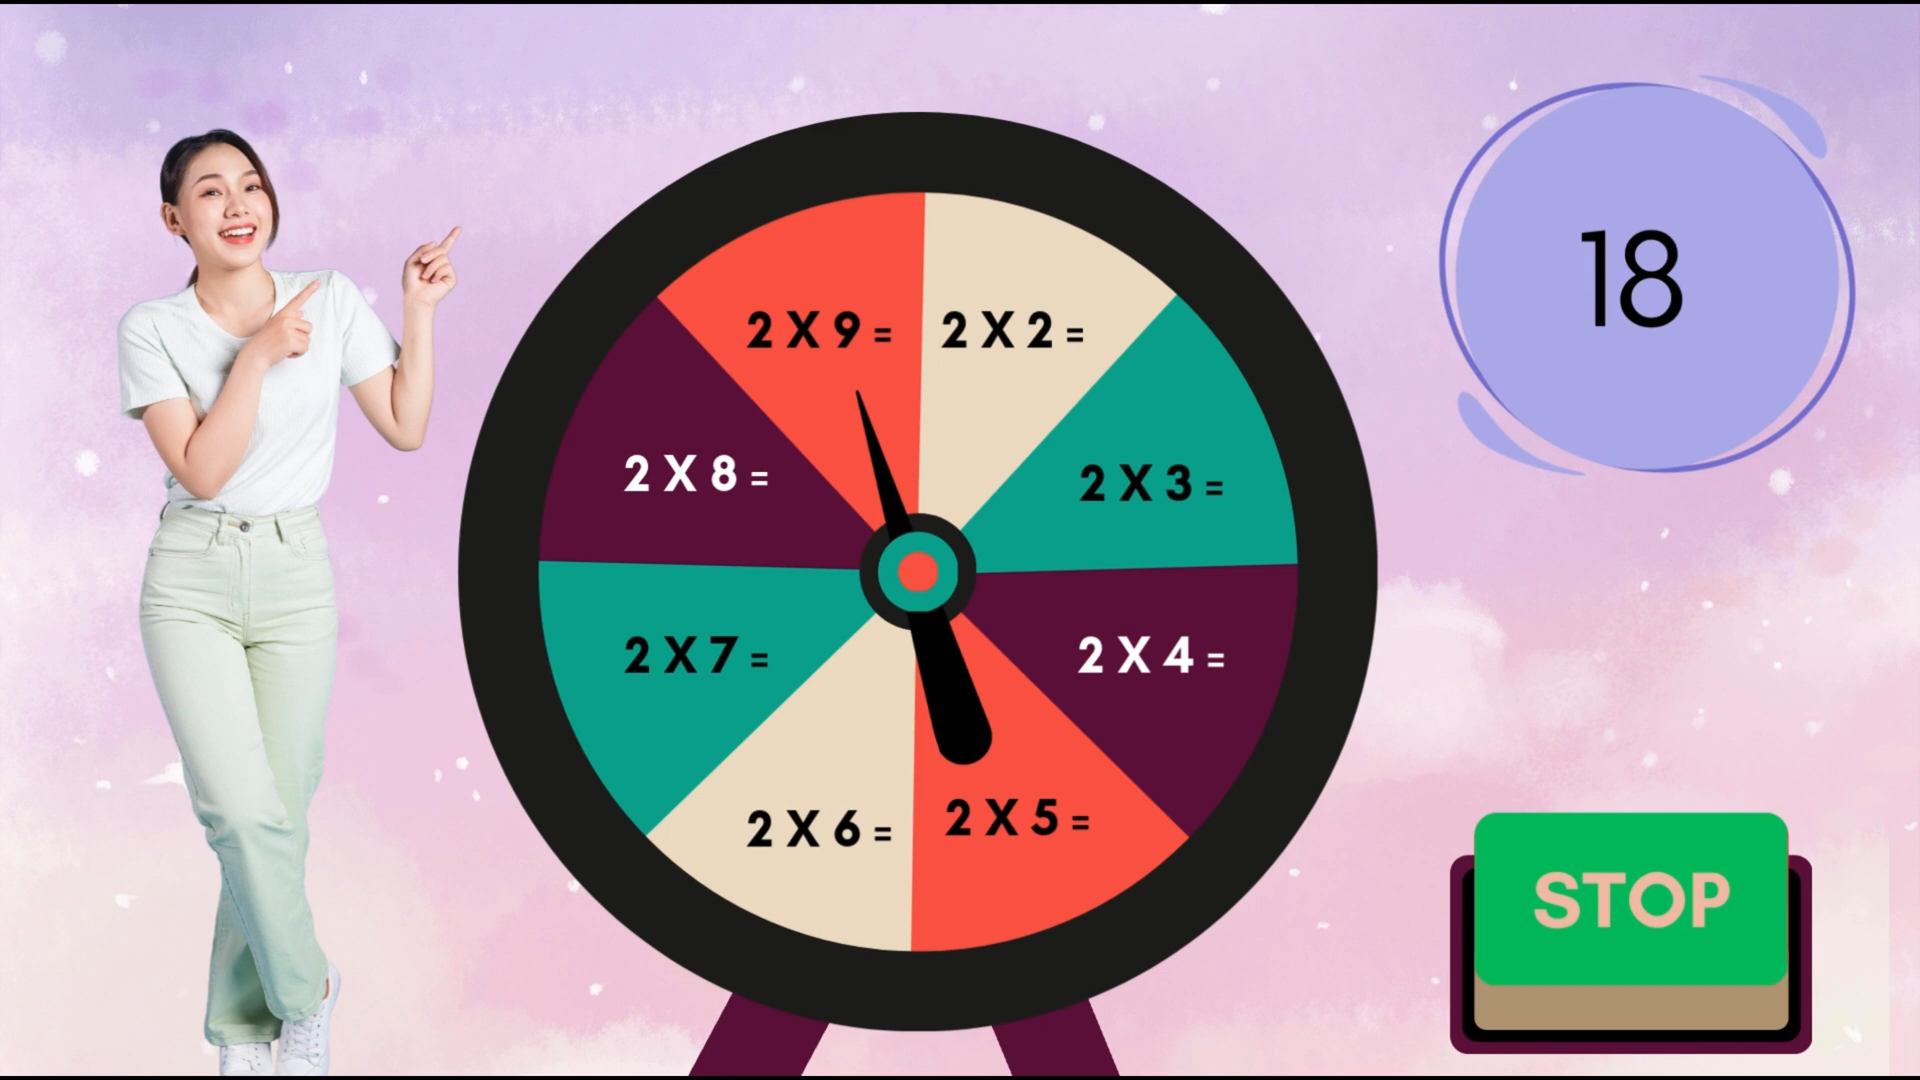 2 X 9 =
2 X 2 =
18
2 X 8 =
2 X 3 =
2 X 7 =
2 X 4 =
2 X 6 =
2 X 5 =
STOP